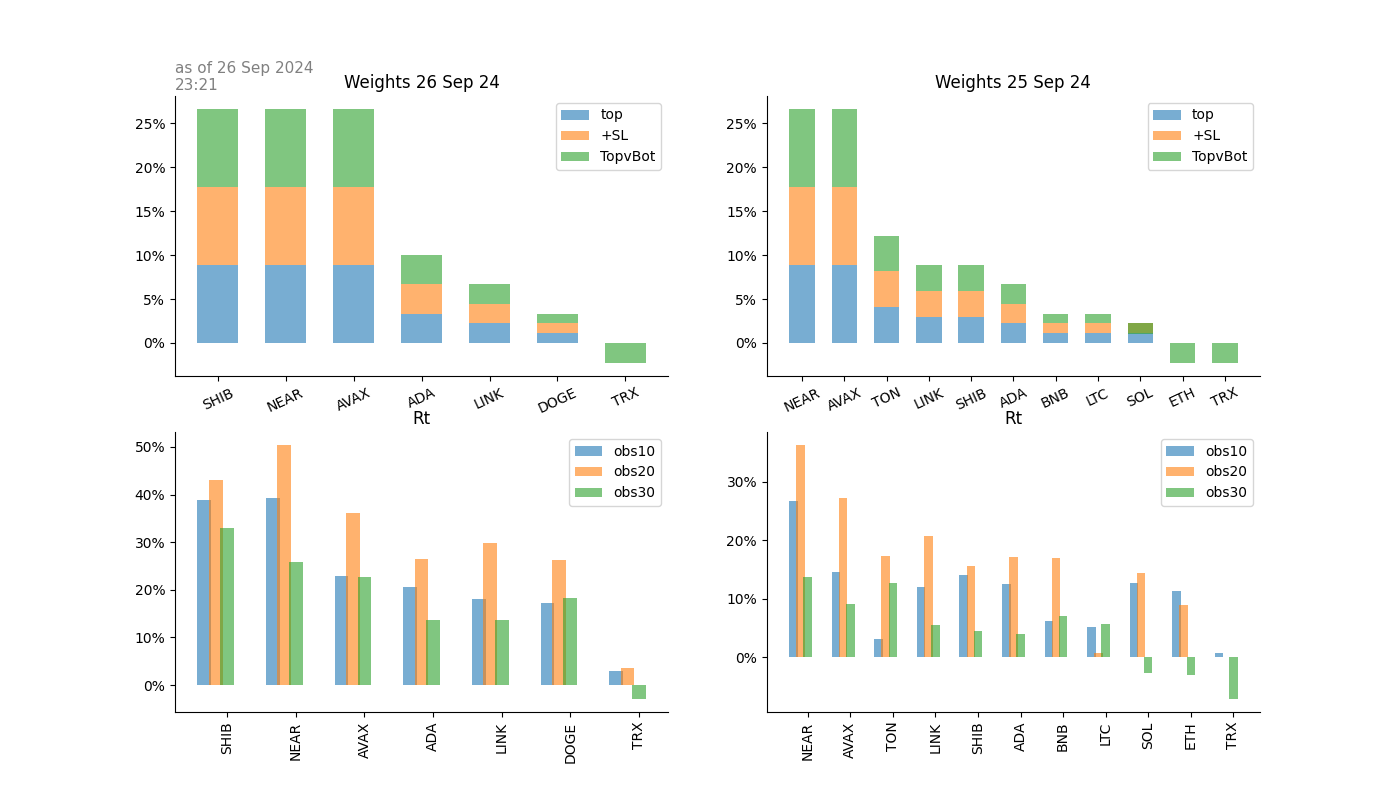 as of 26 Sep 2024
23:21
Weights 26 Sep 24
25%
20%
15%
10%
5%
0%
top
+SL
TopvBot
SHIB NEAR AVAX ADA LINK DOGE TRX
Weights 25 Sep 24
25%
20%
15%
10%
5%
0%
top
+SL
TopvBot
NEAR AVAX TON LINK SHIB ADA BNB LTC SOL ETH TRX
Rt
50%
40%
30%
20%
10%
0%
obs10
obs20
obs30
SHIB NEAR AVAX ADA LINK DOGE TRX
Rt
30%
20%
10%
0%
obs10
obs20
obs30
NEAR AVAX TON LINK SHIB ADA BNB LTC SOL ETH TRX